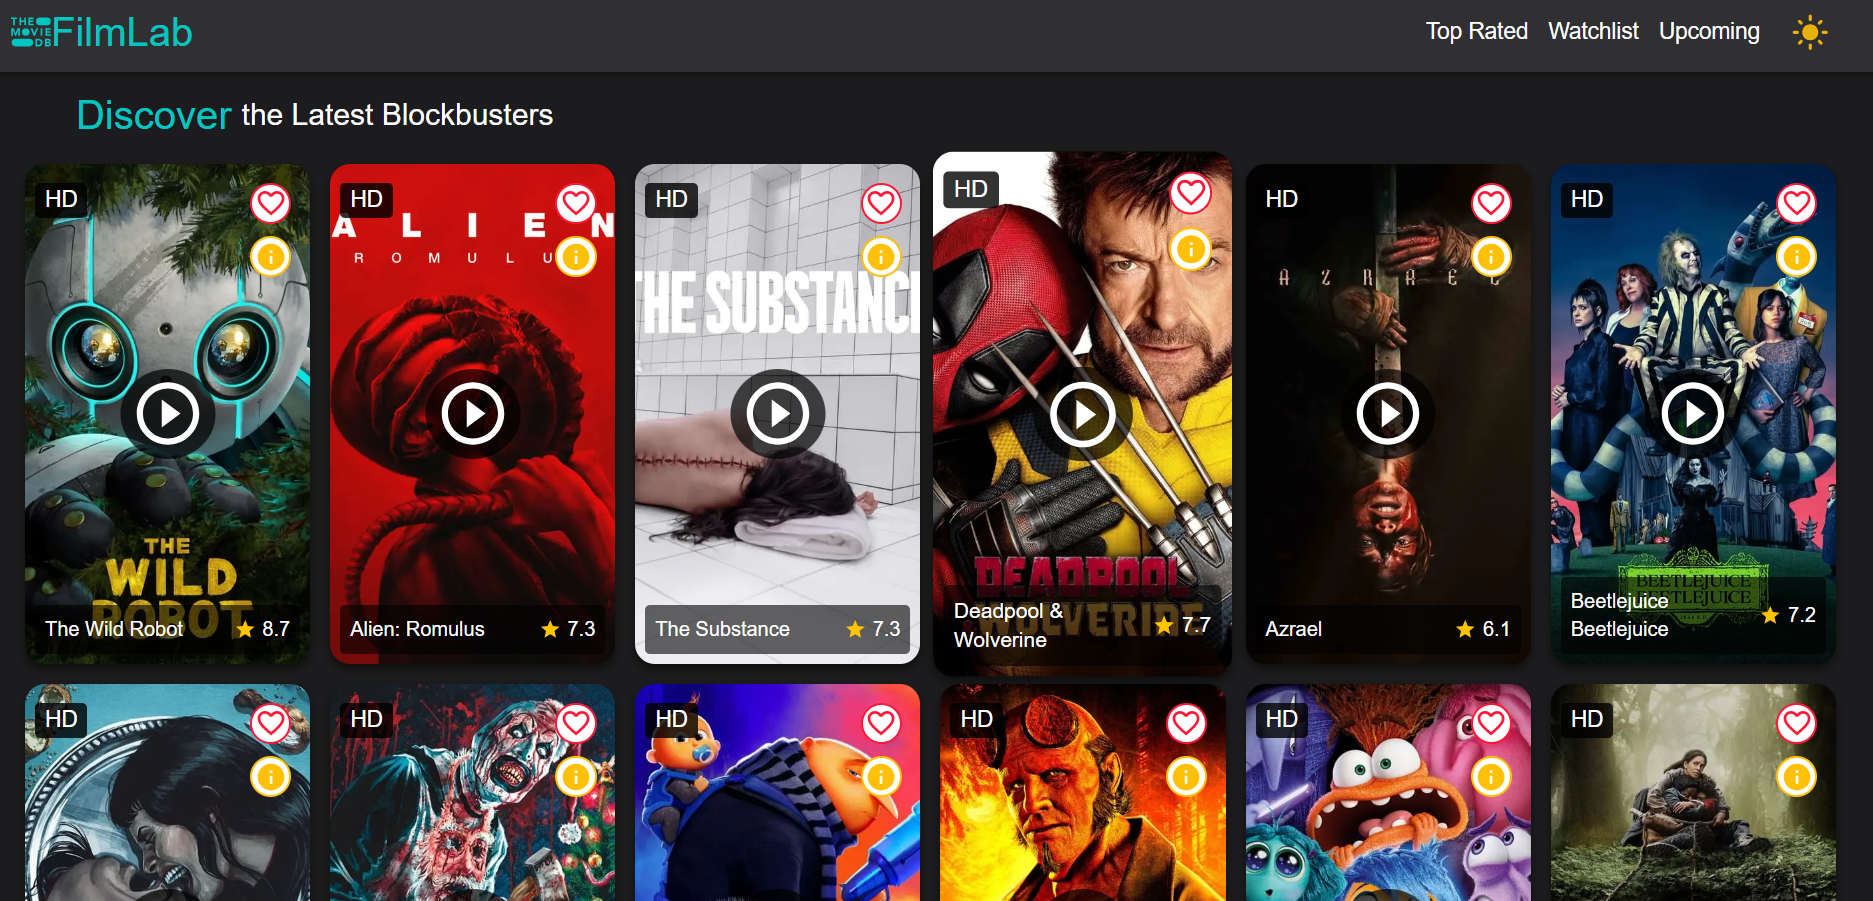 THE
MOVIE
DB
FilmLab
Top Rated
Watchlist
Upcoming
Discover the Latest Blockbusters
HD
THE
WILD
ROBOT
The Wild Robot
8.7
HD
ALIEN
ROMULU
Alien: Romulus
7.3
HD
THE SUBSTANC
The Substance
7.3
HD
DEADPOOL
WOLVERINE
Deadpool &
Wolverine
7.7
HD
AZRAEL
Azrael
6.1
HD
BEETLEJUICE
BEETLEJUICE
Beetlejuice
Beetlejuice
7.2
HD
HD
HD
HD
HD
HD